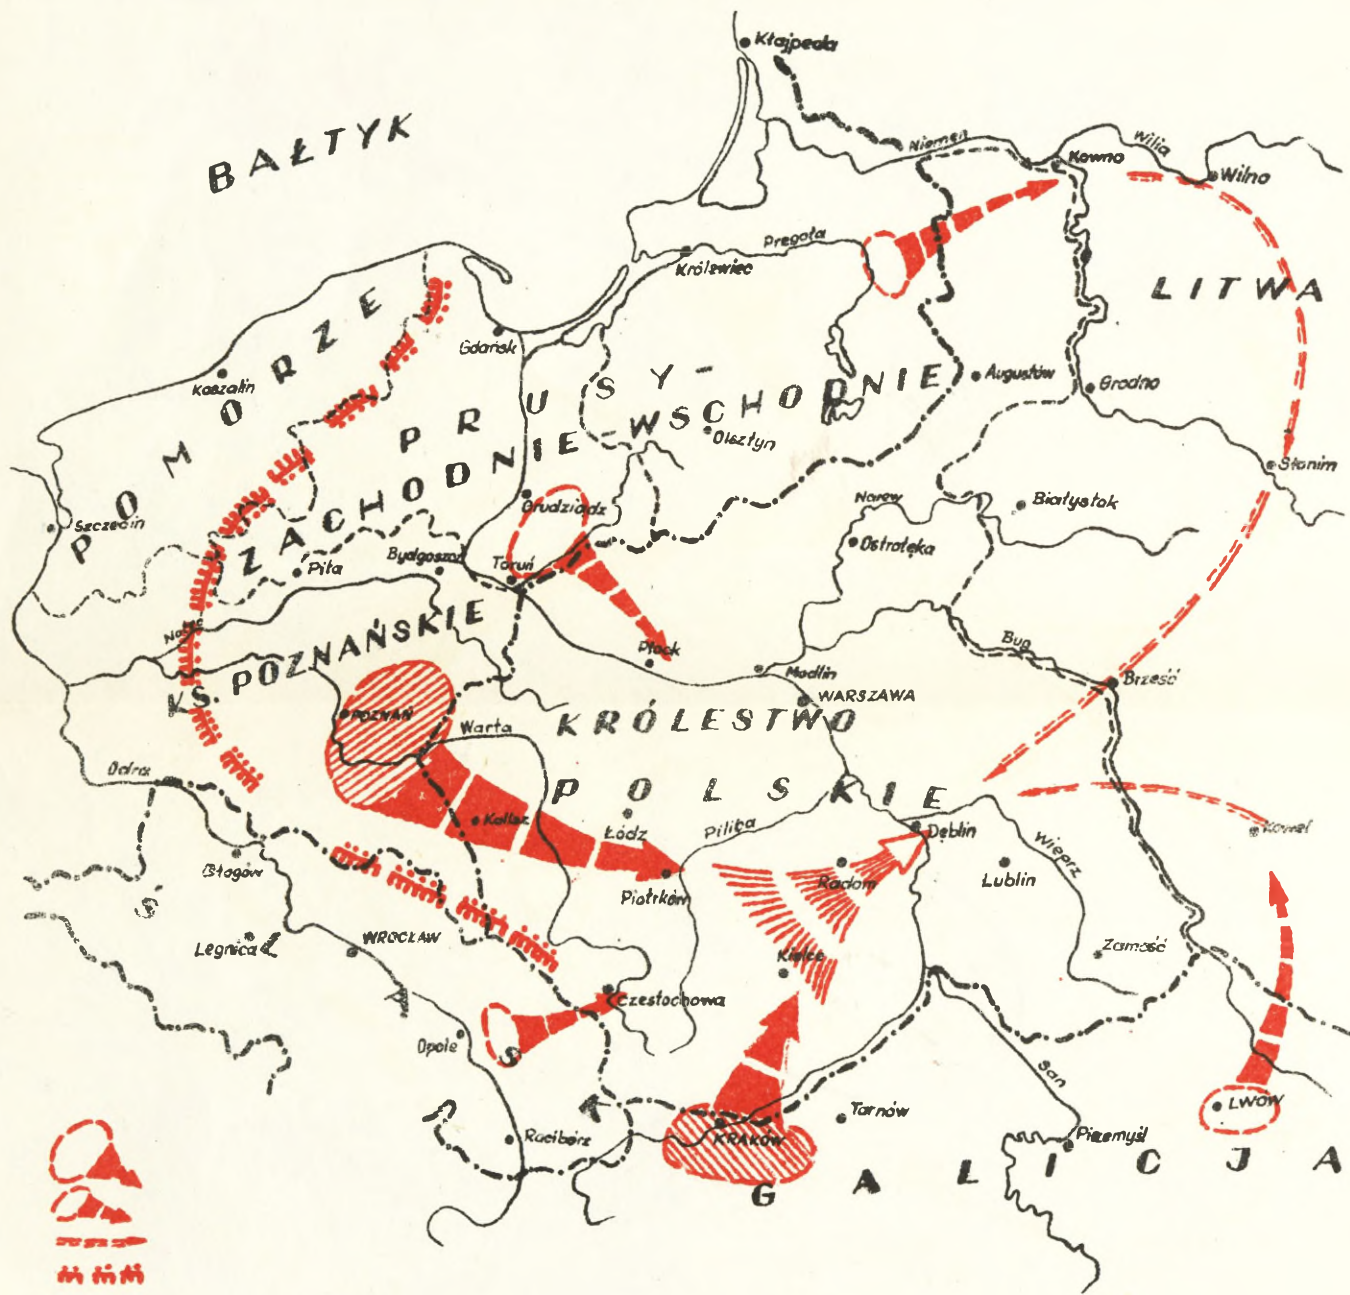 Kłajpeda
BAŁTYK
Niemen
Wilia
Kowno
Wilno
Pregoła
Królewiec
LITWA
POMORZE
Gdańsk
Koszalin
PRUSY-
ZACHODNIE-WSCHODNIE
Augustów
Grodno
Olsztyn
Słonim
Grudziądz
Narew
Białystok
Szczecin
Ostrołęka
Bydgoszcz
Toruń
Piła
Noteć
KS. POZNAŃSKIE
Płock
Modlin
Bug
Brześć
WARSZAWA
POZNAŃ
Warta
KRÓLESTWO
Odra
POLSKIE
Kalisz
Łódz
Pilica
Dęblin
Kowel
Głogów
Radom
Lublin
Wieprz
Ś
Piotrków
Legnica
WROCŁAW
Kielce
Zamość
Częstochowa
Opole
S
San
LWÓW
Tarnów
Racibórz
KRAKÓW
Przemyśl
GALICJA